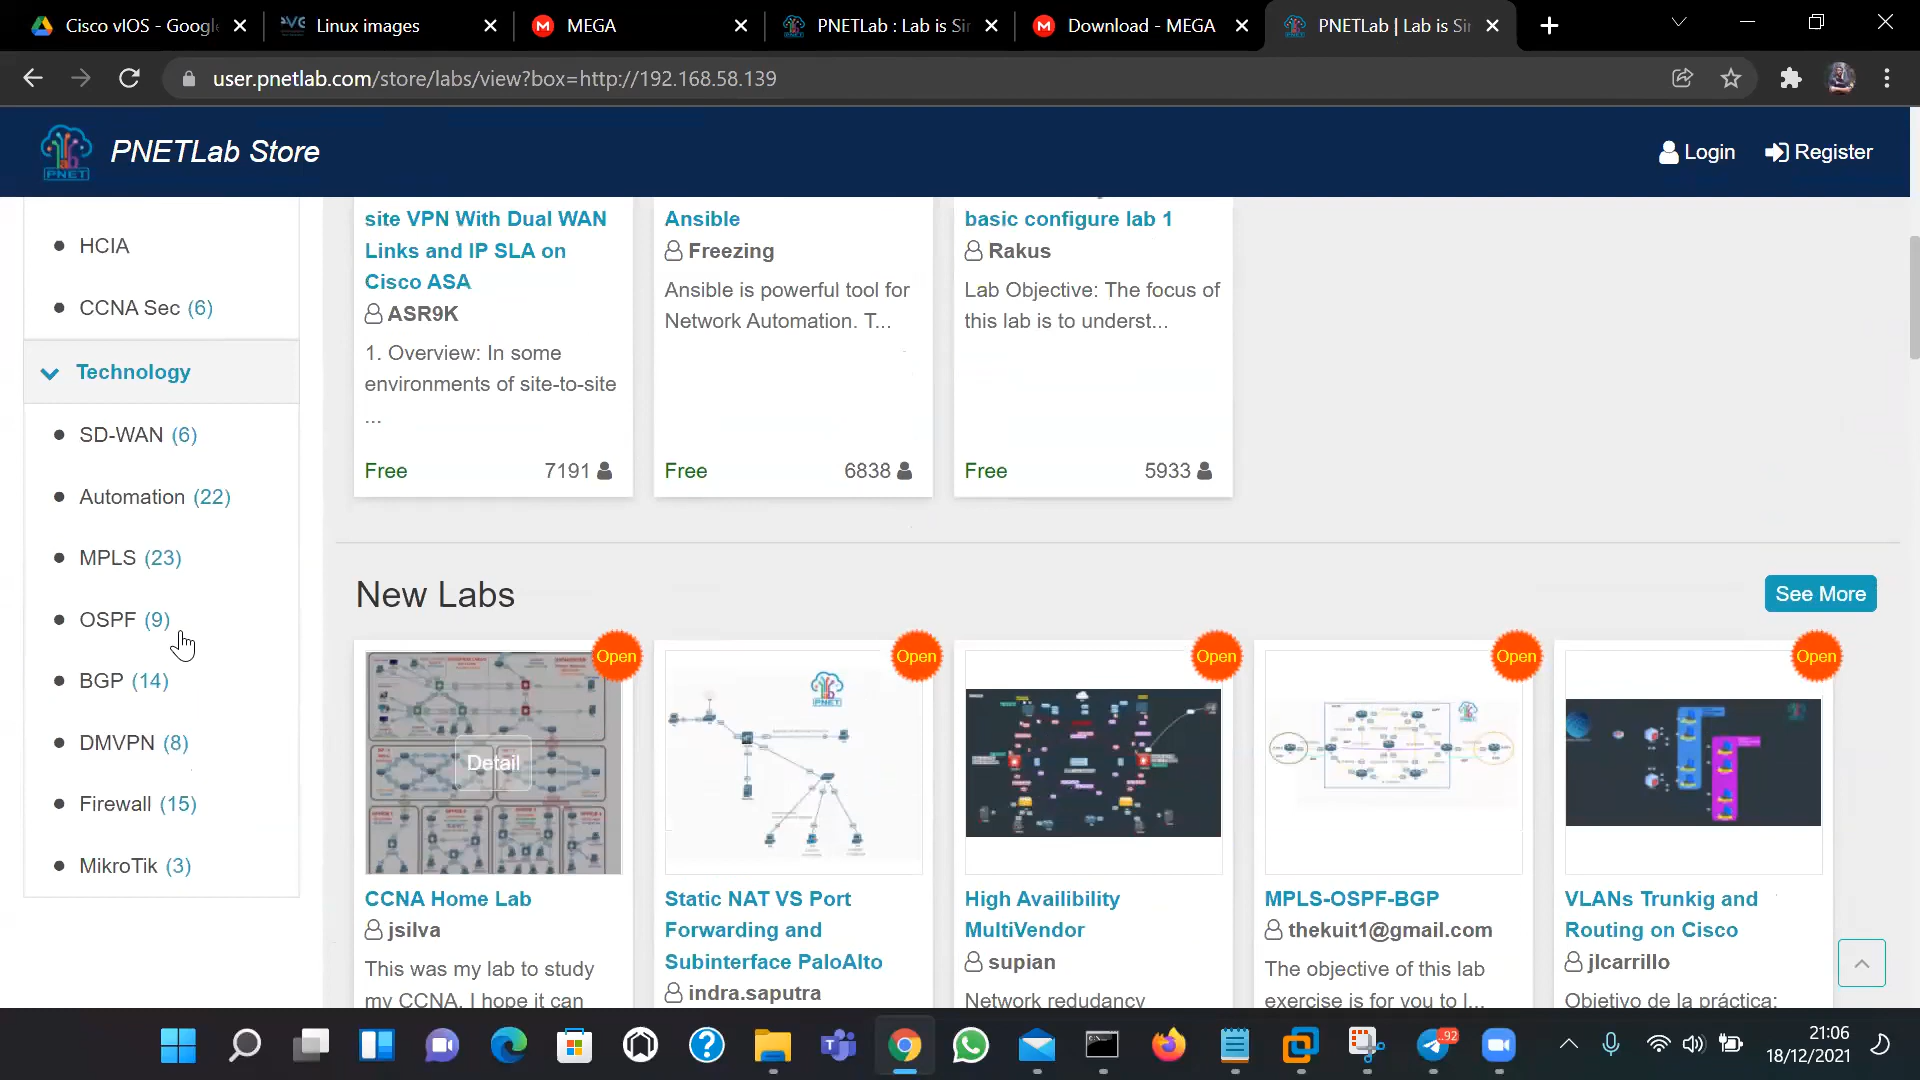 Cisco vIOS - Googl
Linux images
MEGA
PNETLab : Lab is Sir
Download - MEGA
PNETLab | Lab is Sir
user.pnetlab.com/store/labs/view?box=http://192.168.58.139
PNET
PNETLab Store
Login
Register
HCIA
CCNA Sec (6)
Technology
SD-WAN (6)
Automation (22)
MPLS (23)
OSPF (9)
BGP (14)
DMVPN (8)
Firewall (15)
MikroTik (3)
site VPN With Dual WAN
Links and IP SLA on
Cisco ASA
ASR9K
1. Overview: In some
environments of site-to-site
...
Free 7191
Ansible
Freezing
Ansible is powerful tool for
Network Automation. T...
Free 6838
basic configure lab 1
Rakus
Lab Objective: The focus of
this lab is to underst...
Free 5933
New Labs
See More
Open
Detail
CCNA Home Lab
jsilva
This was my lab to study
my CCNA. I hope it can
Open
PNET
Static NAT VS Port
Forwarding and
Subinterface PaloAlto
indra.saputra
Open
High Availibility
MultiVendor
supian
Network redudancy
Open
MPLS-OSPF-BGP
thekuit1@gmail.com
The objective of this lab
exercise is for you to l...
Open
VLANs Trunkig and
Routing on Cisco
jlcarrillo
Objetivo de la práctica:
92
21:06
18/12/2021